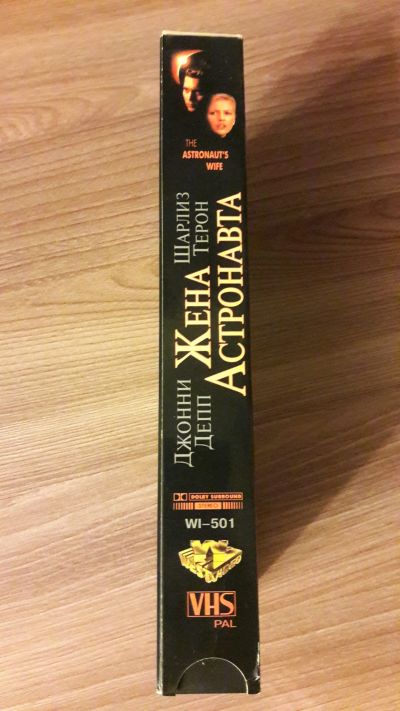 THE
ASTRONAUT'S
WIFE
ДЖОННИ
ДЕПП
ЖЕНА
АСТРОНАВТА
ШАРЛИЗ
ТЕРОН
DOLBY SURROUND
STEREO
WI-501
VHS
PAL